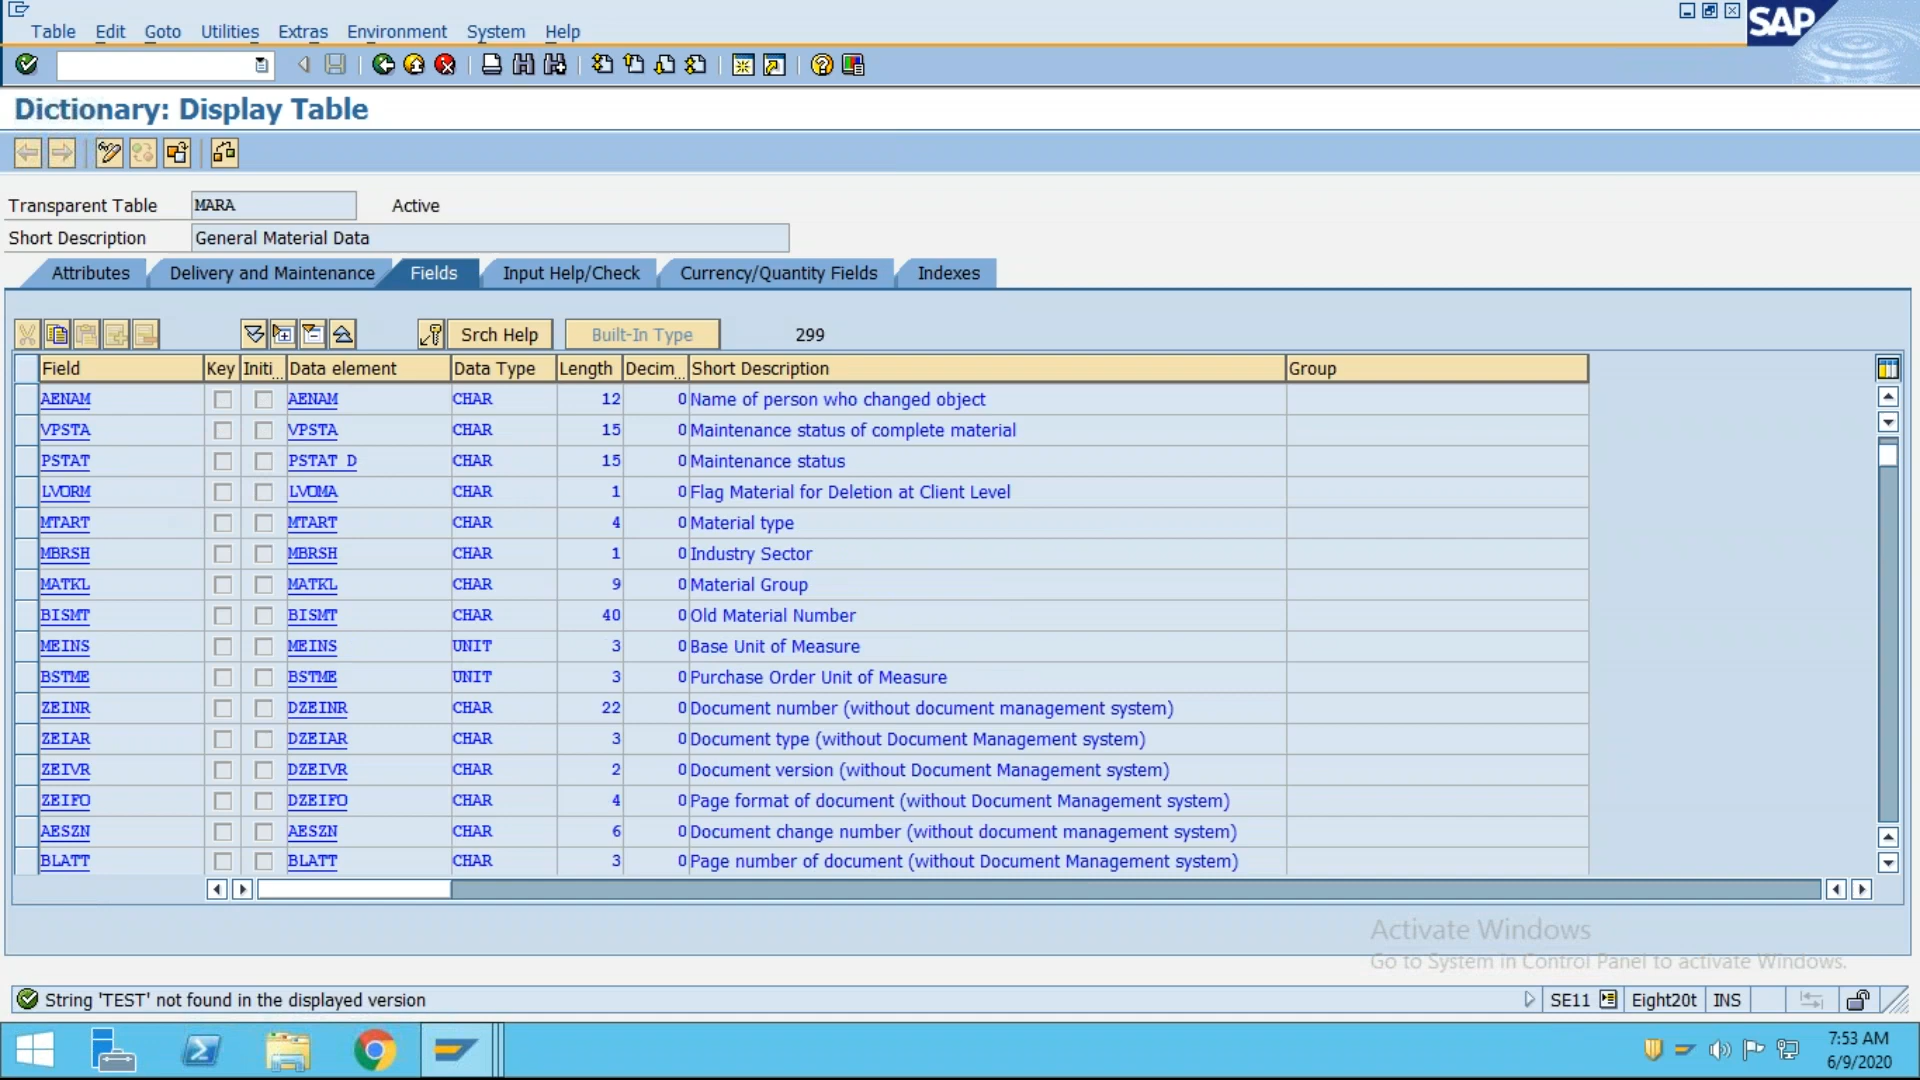 Table Edit Goto Utilities Extras Environment System Help
SAP
Dictionary: Display Table
Transparent Table MARA Active
Short Description General Material Data
Attributes Delivery and Maintenance Fields Input Help/Check Currency/Quantity Fields Indexes
Srch Help Built-In Type 299
Field Key Initi... Data element Data Type Length Decim... Short Description Group
AENAM AENAM CHAR 12 0 Name of person who changed object
VPSTA VPSTA CHAR 15 0 Maintenance status of complete material
PSTAT PSTAT D CHAR 15 0 Maintenance status
LVORM LVOMA CHAR 1 0 Flag Material for Deletion at Client Level
MTART MTART CHAR 4 0 Material type
MBRSH MBRSH CHAR 1 0 Industry Sector
MATKL MATKL CHAR 9 0 Material Group
BISMT BISMT CHAR 40 0 Old Material Number
MEINS MEINS UNIT 3 0 Base Unit of Measure
BSTME BSTME UNIT 3 0 Purchase Order Unit of Measure
ZEINR DZEINR CHAR 22 0 Document number (without document management system)
ZEIAR DZEIAR CHAR 3 0 Document type (without Document Management system)
ZEIVR DZEIVR CHAR 2 0 Document version (without Document Management system)
ZEIFO DZEIFO CHAR 4 0 Page format of document (without Document Management system)
AESZN AESZN CHAR 6 0 Document change number (without document management system)
BLATT BLATT CHAR 3 0 Page number of document (without Document Management system)
Activate Windows
Go to System in Control Panel to activate Windows.
String 'TEST' not found in the displayed version SE11 Eight20t INS
7:53 AM
6/9/2020